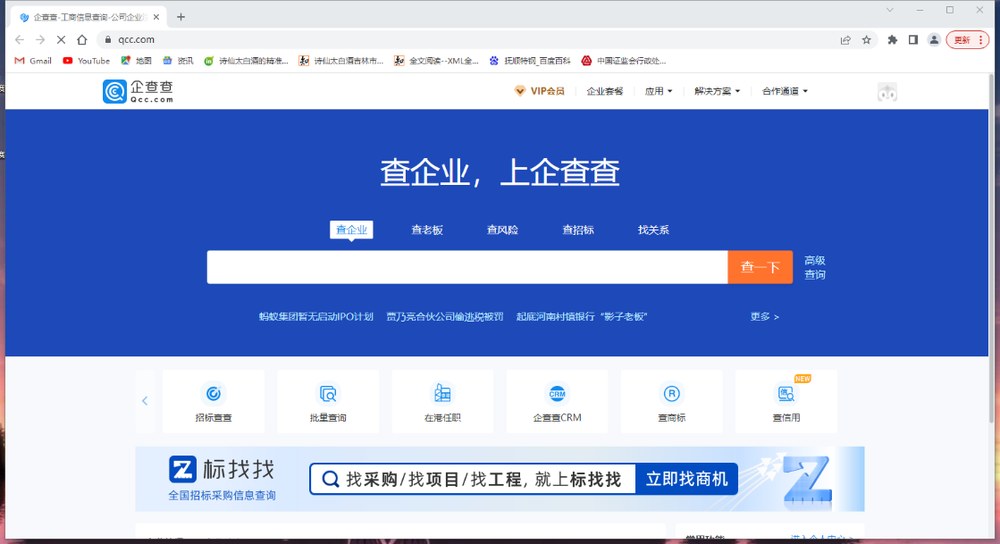 企查查-工商信息查询-公司企业
qcc.com
更新
Gmail
YouTube
地图
资讯
诗仙太白酒的精准...
诗仙太白酒吉林市...
全文阅读--XML全...
抚顺特钢_百度百科
中国证监会行政处...
企查查
Qcc.com
VIP会员
企业套餐
应用
解决方案
合作通道
查企业，上企查查
查企业
查老板
查风险
查招标
找关系
查一下
高级
查询
蚂蚁集团暂无启动IPO计划
贾乃亮合伙公司偷逃税被罚
起底河南村镇银行“影子老板”
更多 >
招标查查
批量查询
在港任职
CRM
企查查CRM
R
查商标
NEW
信
查信用
标找找
全国招标采购信息查询
找采购/找项目/找工程, 就上标找找
立即找商机